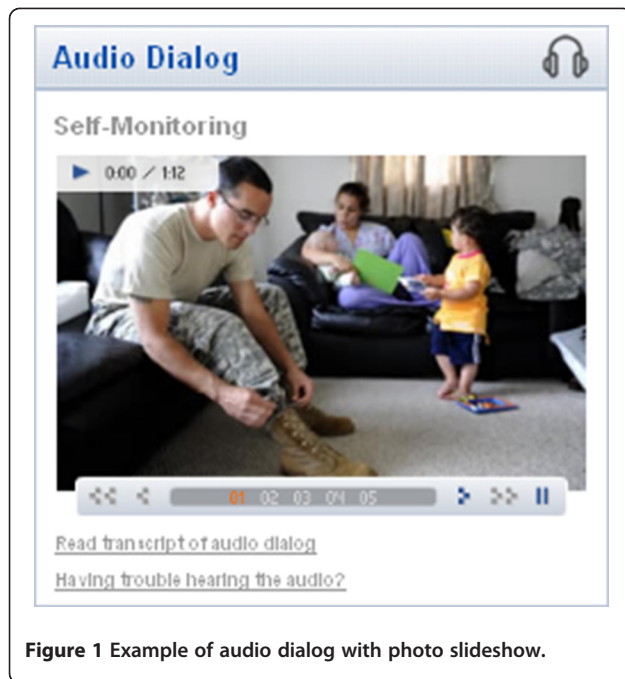 Audio Dialog
Self-Monitoring
0:00 / 1:12
01 02 03 04 05
Read transcript of audio dialog
Having trouble hearing the audio?
Figure 1 Example of audio dialog with photo slideshow.